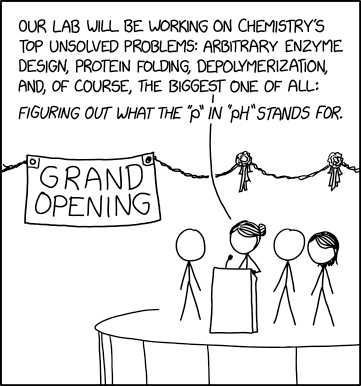 OUR LAB WILL BE WORKING ON CHEMISTRY'S
TOP UNSOLVED PROBLEMS: ARBITRARY ENZYME
DESIGN, PROTEIN FOLDING, DEPOLYMERIZATION,
AND, OF COURSE, THE BIGGEST ONE OF ALL:
FIGURING OUT WHAT THE "p" IN "pH" STANDS FOR.
GRAND
OPENING